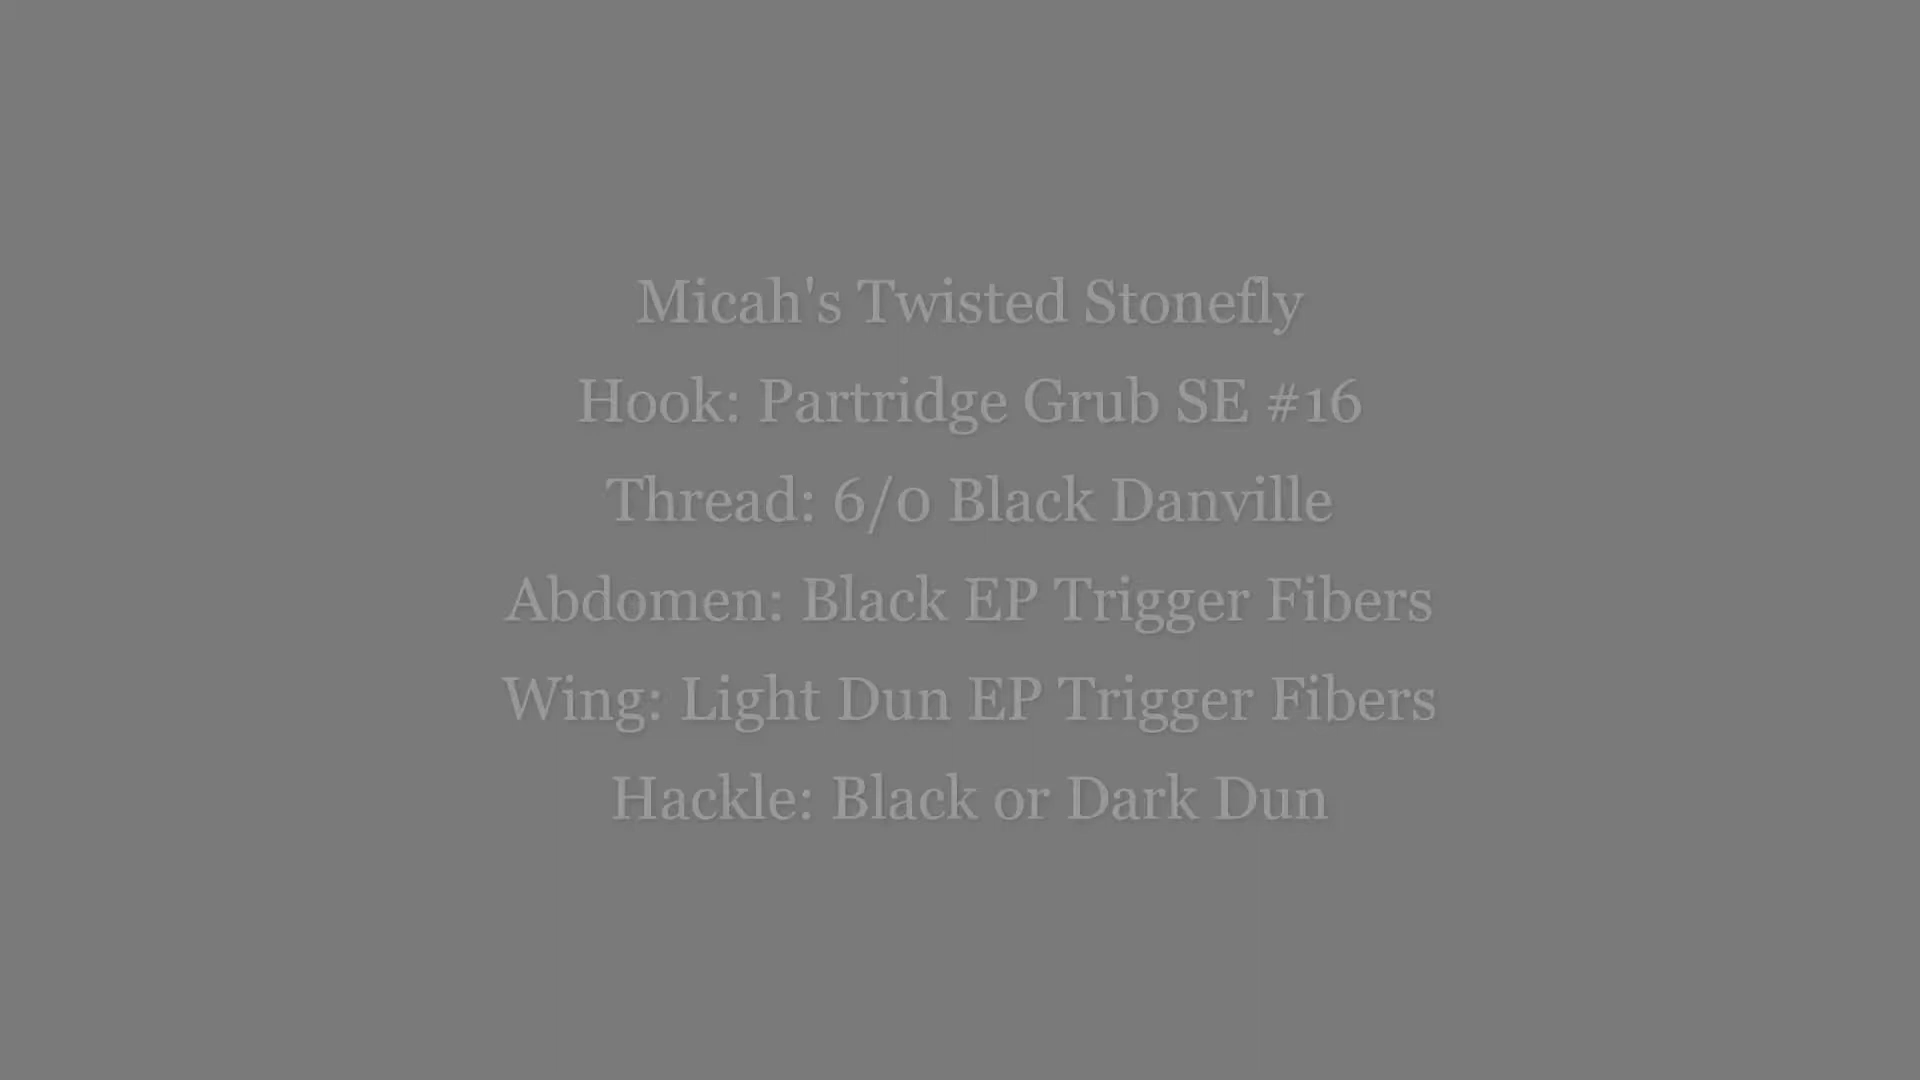 Micah's Twisted Stonefly
Hook: Partridge Grub SE #16
Thread: 6/0 Black Danville
Abdomen: Black EP Trigger Fibers
Wing: Light Dun EP Trigger Fibers
Hackle: Black or Dark Dun